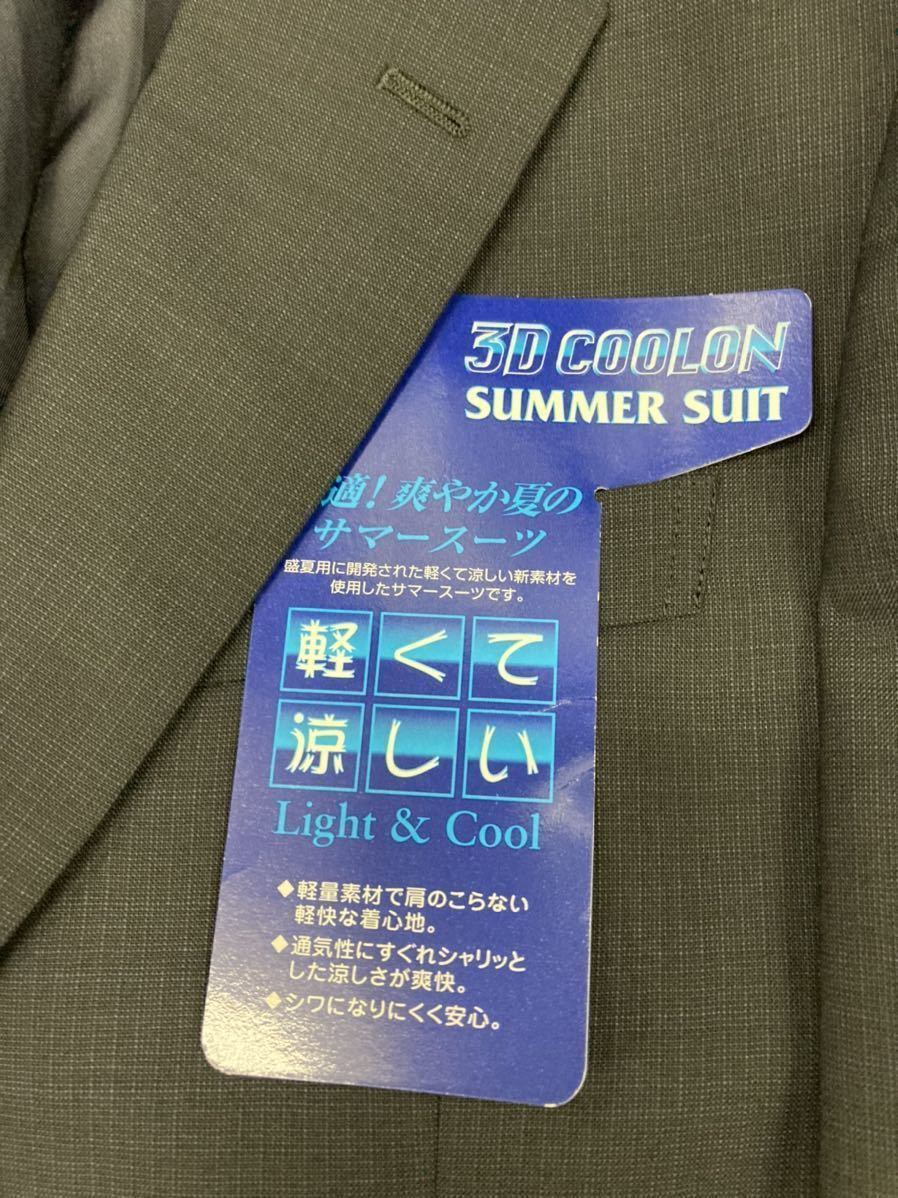 3D COOLON
SUMMER SUIT
適!爽やか夏の
サマースーツ
盛夏用に開発された軽くて涼しい新素材を
使用したサマースーツです。
軽くて
涼しい
Light & Cool
◆軽量素材で肩のこらない
軽快な着心地。
◆通気性にすぐれシャリッと
した涼しさが爽快。
◆シワになりにくく安心。